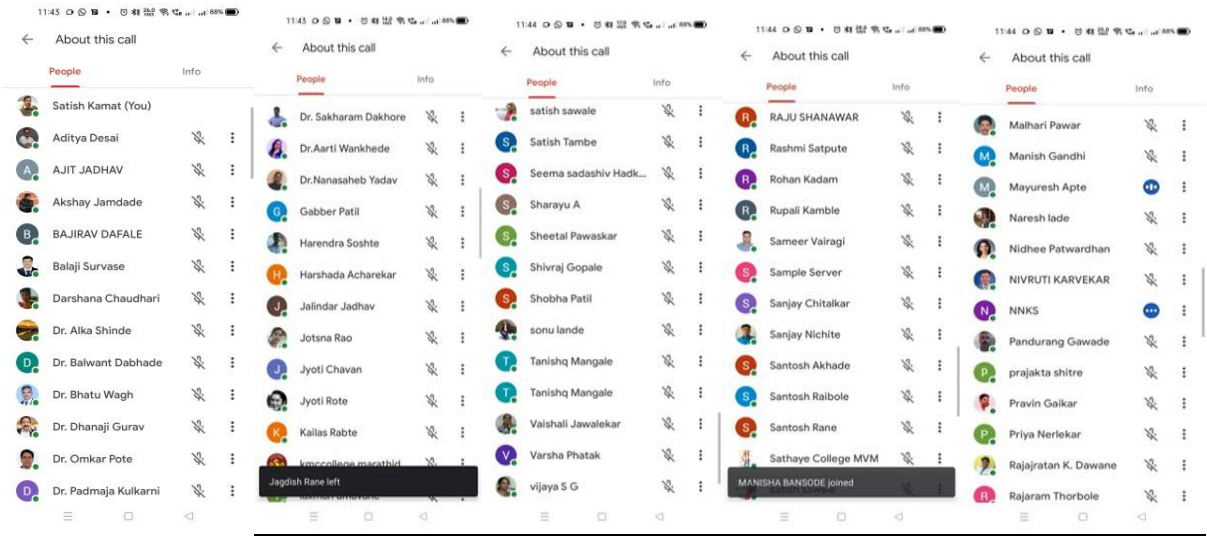 11:43
88%
About this call
People Info
Satish Kamat (You)
Aditya Desai
A AJIT JADHAV
Akshay Jamdade
B BAJIRAV DAFALE
Balaji Survase
Darshana Chaudhari
Dr. Alka Shinde
D Dr. Balwant Dabhade
Dr. Bhatu Wagh
Dr. Dhanaji Gurav
Dr. Omkar Pote
D Dr. Padmaja Kulkarni
11:43
88%
About this call
People Info
Dr. Sakharam Dakhore
Dr.Aarti Wankhede
Dr.Nanasaheb Yadav
G Gabber Patil
Harendra Soshte
H Harshada Acharekar
J Jalindar Jadhav
Jotsna Rao
J Jyoti Chavan
Jyoti Rote
K Kailas Rabte
kmccollege marathid
Jagdish Rane left
11:44
88%
About this call
People Info
satish sawale
S Satish Tambe
S Seema sadashiv Hadk...
S Sharayu A
S Sheetal Pawaskar
S Shivraj Gopale
S Shobha Patil
sonu lande
T Tanishq Mangale
T Tanishq Mangale
Vaishali Jawalekar
V Varsha Phatak
vijaya S G
11:44
88%
About this call
People Info
R RAJU SHANAWAR
R Rashmi Satpute
R Rohan Kadam
R Rupali Kamble
Sameer Vairagi
S Sample Server
S Sanjay Chitalkar
Sanjay Nichite
S Santosh Akhade
S Santosh Raibole
S Santosh Rane
Sathaye College MVM
MANISHA BANSODE joined
11:44
88%
About this call
People Info
Malhari Pawar
M Manish Gandhi
M Mayuresh Apte
Naresh lade
Nidhee Patwardhan
NIVRUTI KARVEKAR
N NNKS
Pandurang Gawade
p prajakta shitre
Pravin Gaikar
P Priya Nerlekar
Rajajratan K. Dawane
R Rajaram Thorbole